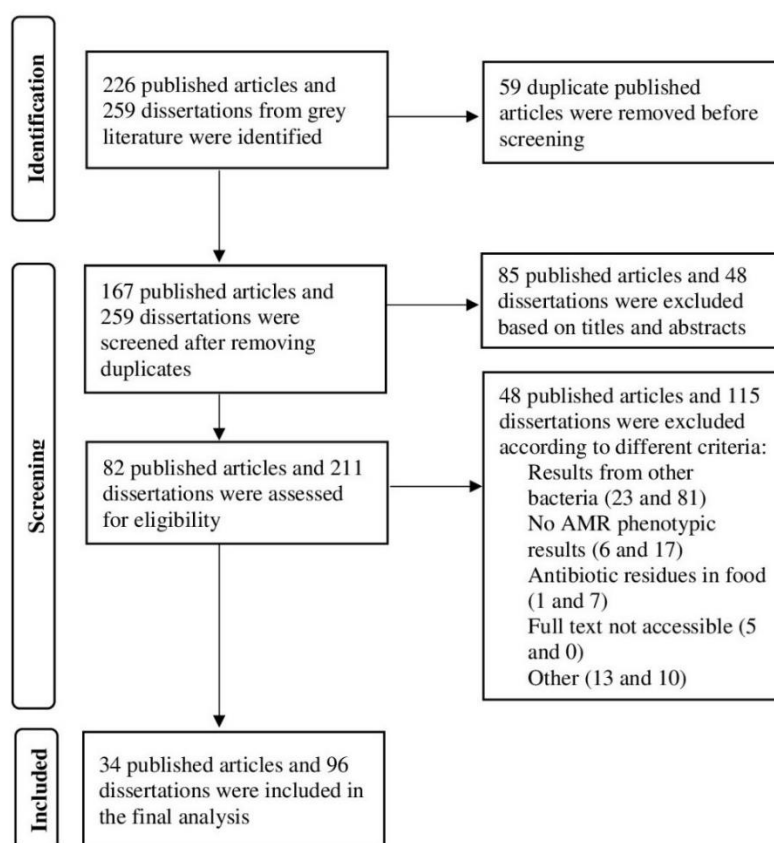 Identification
226 published articles and
259 dissertations from grey
literature were identified
59 duplicate published
articles were removed before
screening
Screening
167 published articles and
259 dissertations were
screened after removing
duplicates
85 published articles and 48
dissertations were excluded
based on titles and abstracts
82 published articles and 211
dissertations were assessed
for eligibility
48 published articles and 115
dissertations were excluded
according to different criteria:
Results from other
bacteria (23 and 81)
No AMR phenotypic
results (6 and 17)
Antibiotic residues in food
(1 and 7)
Full text not accessible (5
and 0)
Other (13 and 10)
Included
34 published articles and 96
dissertations were included in
the final analysis